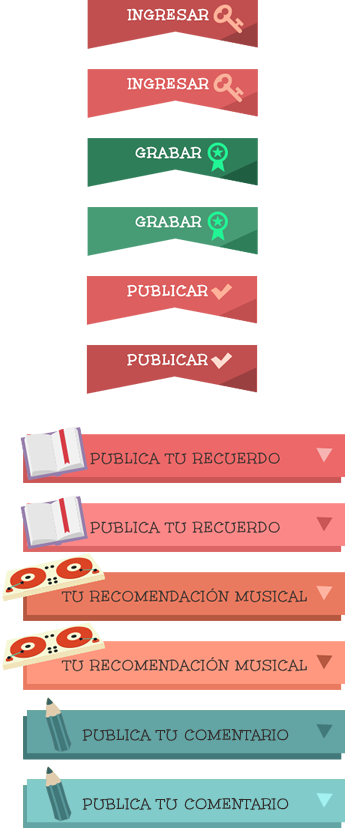 INGRESAR
INGRESAR
GRABAR
GRABAR
PUBLICAR
PUBLICAR
PUBLICA TU RECUERDO
PUBLICA TU RECUERDO
TU RECOMENDACIÓN MUSICAL
TU RECOMENDACIÓN MUSICAL
PUBLICA TU COMENTARIO
PUBLICA TU COMENTARIO